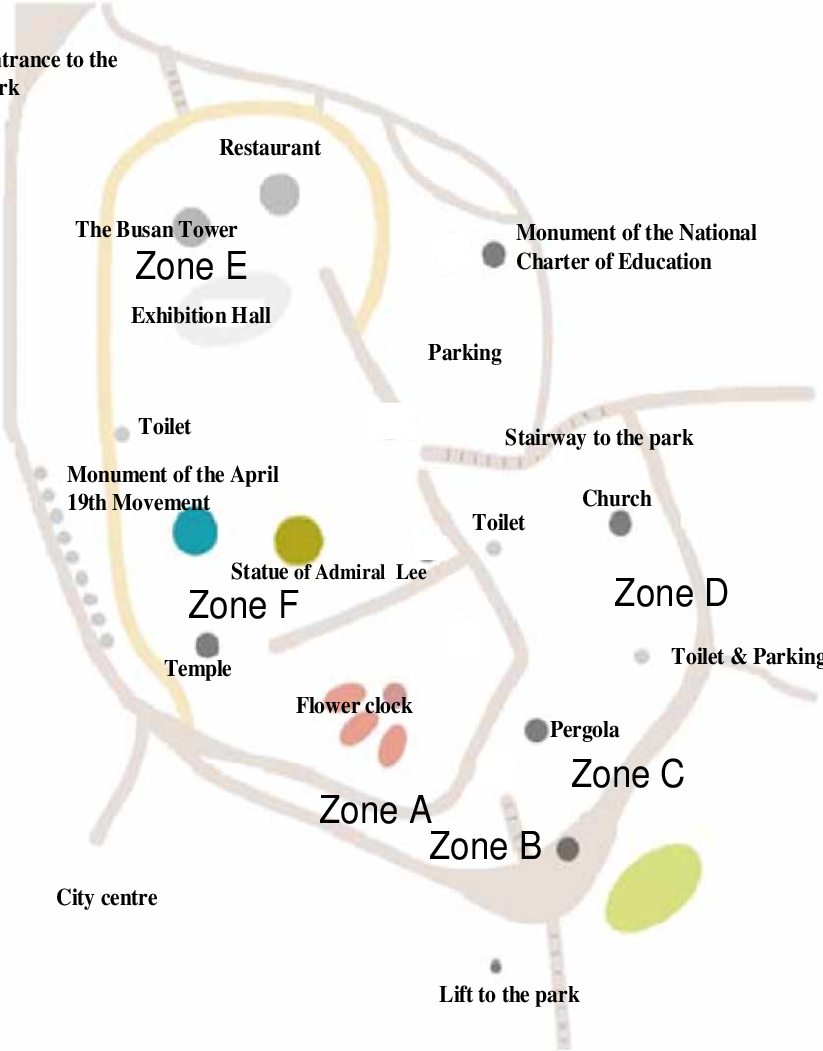 ntrance to the
rk
Restaurant
The Busan Tower
Monument of the National
Charter of Education
Zone E
Exhibition Hall
Parking
Toilet
Stairway to the park
Monument of the April
19th Movement
Church
Toilet
Statue of Admiral Lee
Zone F
Zone D
Temple
Toilet & Parking
Flower clock
Pergola
Zone C
Zone A
Zone B
City centre
Lift to the park